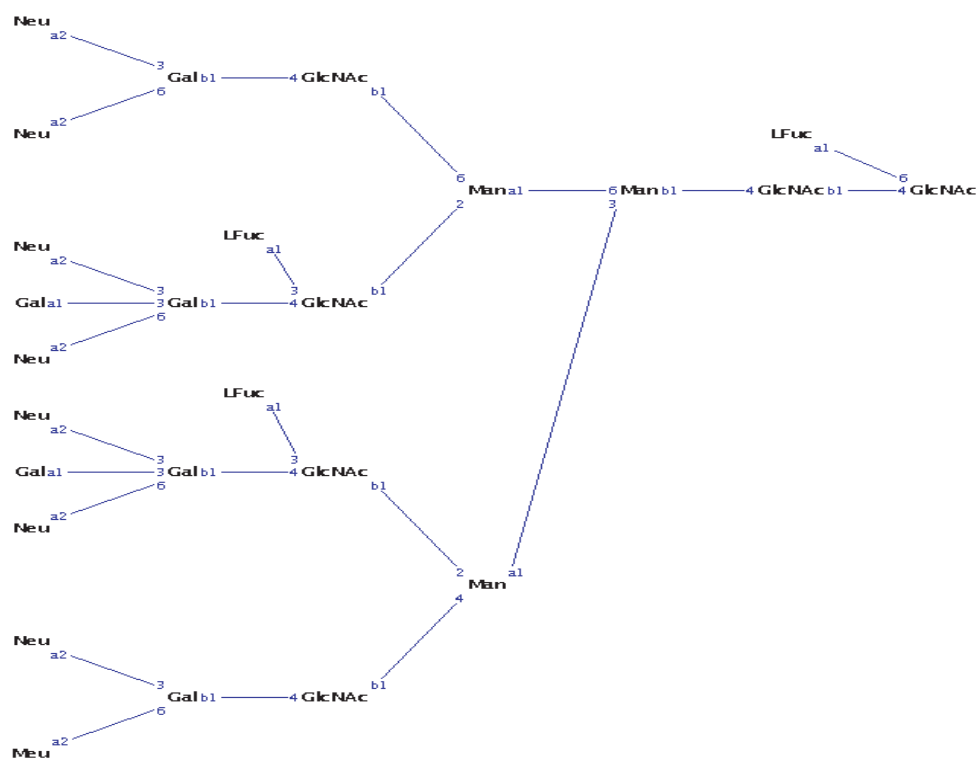 Neu
a2
3
Gal b1 4 GlcNAc
6 b1
a2
Neu
LFuc
a1
6 6
Man a1 6 Man b1 4 GlcNAc b1 4 GlcNAc
2 3
Neu LFuc
a2 a1
3 3 b1
Gal a1 3 Gal b1 4 GlcNAc
6
a2
Neu
LFuc
Neu a1
a2
3 3
Gal a1 3 Gal b1 4 GlcNAc
6 b1
a2
Neu
2 a1
Man
4
Neu
a2
3 b1
Gal b1 4 GlcNAc
6
a2
Meu